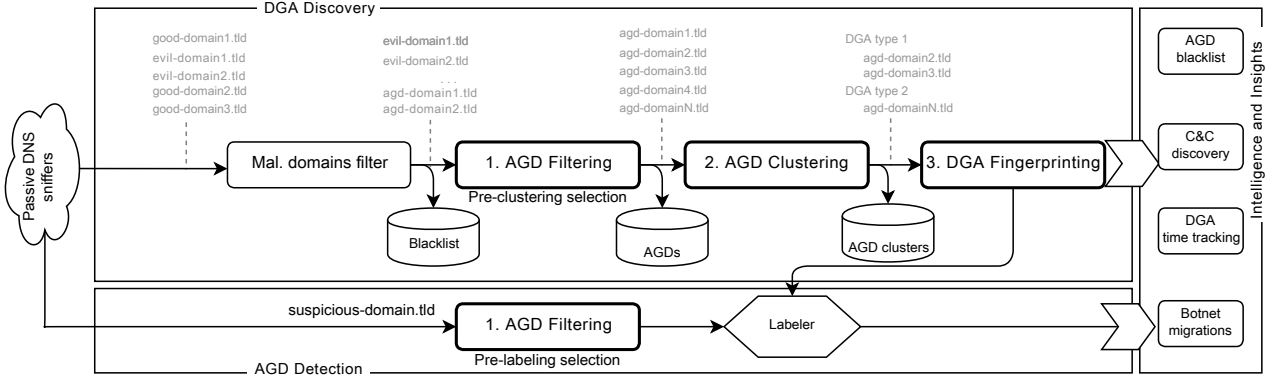 DGA Discovery
good-domain1.tld
evil-domain1.tld
evil-domain2.tld
good-domain2.tld
good-domain3.tld
evil-domain1.tld
evil-domain2.tld
...
agd-domain1.tld
agd-domain2.tld
agd-domain1.tld
agd-domain2.tld
agd-domain3.tld
agd-domain4.tld
agd-domainN.tld
DGA type 1
agd-domain2.tld
agd-domain3.tld
DGA type 2
agd-domainN.tld
Passive DNS
sniffers
Mal. domains filter
1. AGD Filtering
Pre-clustering selection
2. AGD Clustering
3. DGA Fingerprinting
Blacklist
AGDs
AGD clusters
suspicious-domain.tld
1. AGD Filtering
Pre-labeling selection
Labeler
AGD Detection
AGD
blacklist
C&C
discovery
DGA
time tracking
Botnet
migrations
Intelligence and Insights